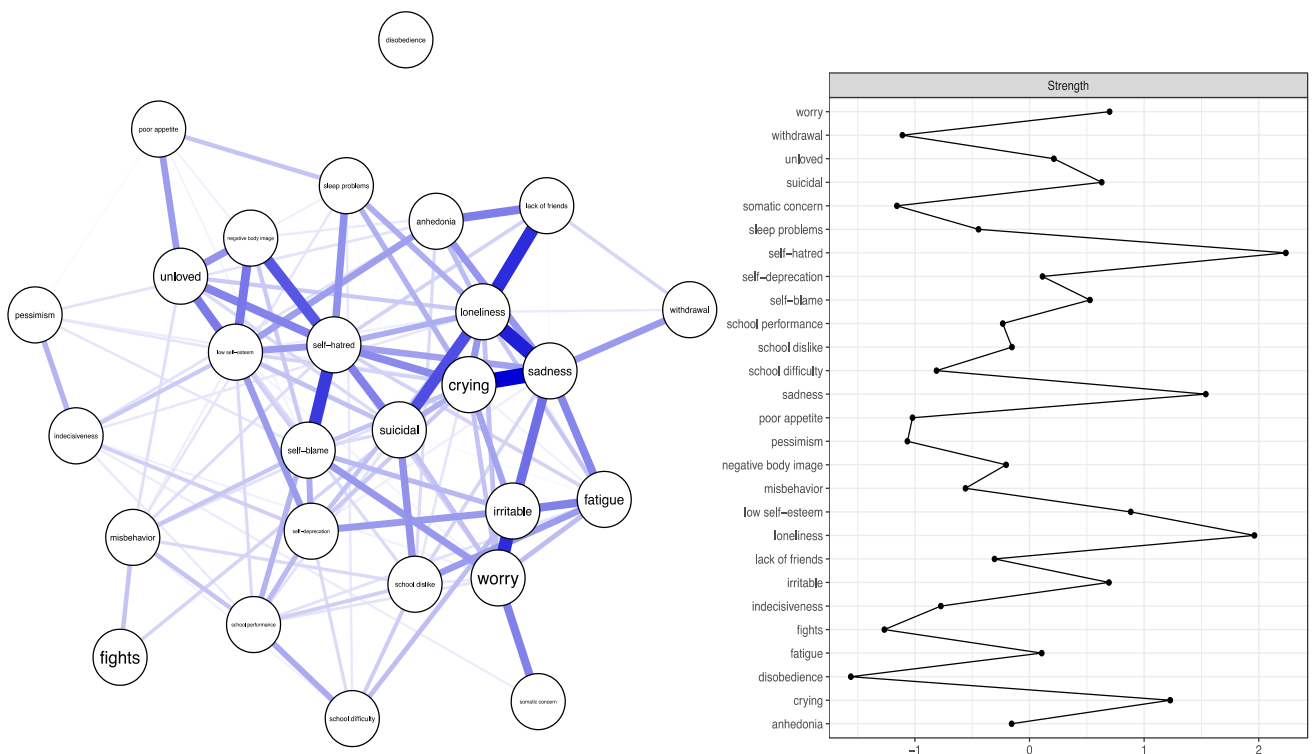 disobedience
poor appetite
sleep problems
anhedonia
lack of friends
negative body image
unloved
pessimism
loneliness
withdrawal
low self-esteem
self-hatred
sadness
crying
indecisiveness
self-blame
suicidal
fatigue
irritable
misbehavior
self-deprecation
school dislike
worry
fights
school performance
school difficulty
somatic concern
Strength
worry
withdrawal
unloved
suicidal
somatic concern
sleep problems
self-hatred
self-deprecation
self-blame
school performance
school dislike
school difficulty
sadness
poor appetite
pessimism
negative body image
misbehavior
low self-esteem
loneliness
lack of friends
irritable
indecisiveness
fights
fatigue
disobedience
crying
anhedonia
-1 0 1 2